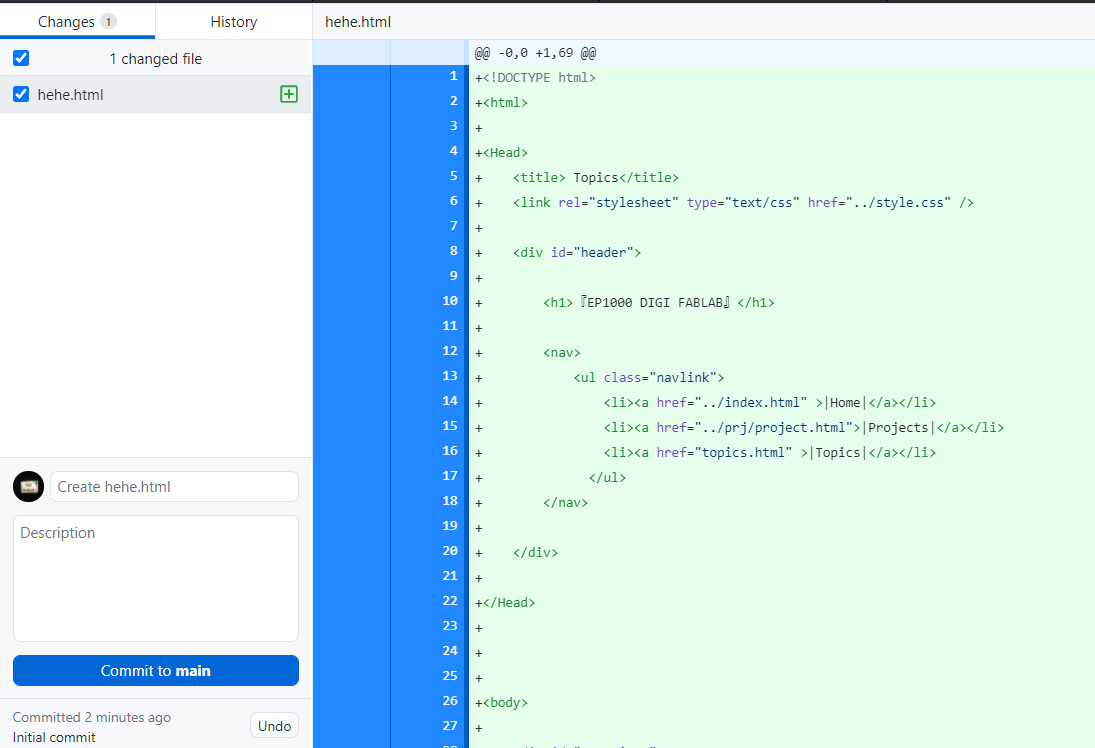 Changes 1
History
hehe.html
1 changed file
hehe.html
Create hehe.html
Description
Commit to main
Committed 2 minutes ago
Initial commit
Undo
@@ -0,0 +1,69 @@
1 +<!DOCTYPE html>
2 +<html>
3 +
4 +<Head>
5 +    <title> Topics</title>
6 +    <link rel="stylesheet" type="text/css" href="../style.css" />
7 +
8 +    <div id="header">
9 +
10 +        <h1>『EP1000 DIGI FABLAB』</h1>
11 +
12 +        <nav>
13 +            <ul class="navlink">
14 +                <li><a href="../index.html" >|Home|</a></li>
15 +                <li><a href="../prj/project.html">|Projects|</a></li>
16 +                <li><a href="topics.html" >|Topics|</a></li>
17 +              </ul>
18 +        </nav>
19 +
20 +    </div>
21 +
22 +</Head>
23 +
24 +
25 +
26 +<body>
27 +